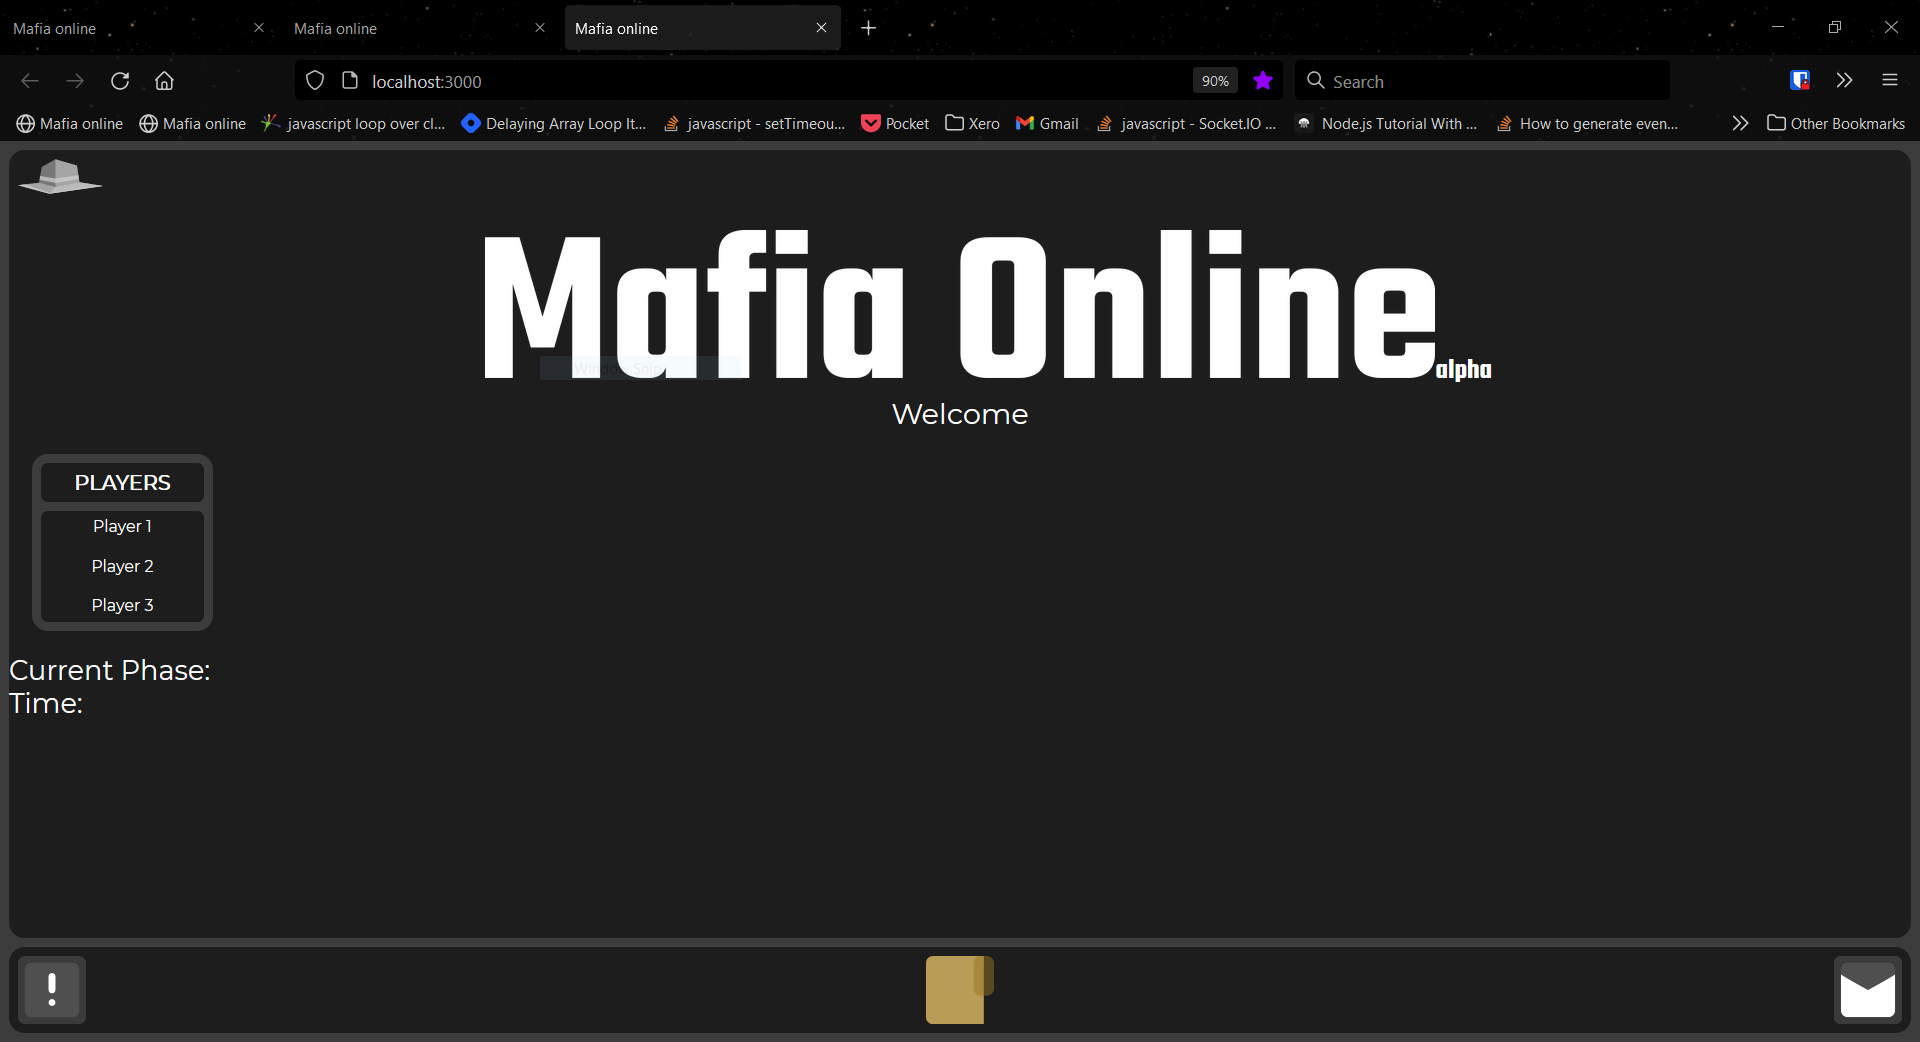 Mafia online
Mafia online
Mafia online
localhost:3000
90%
Search
Mafia online
Mafia online
javascript loop over cl...
Delaying Array Loop It...
javascript - setTimeou...
Pocket
Xero
Gmail
javascript - Socket.IO ...
Node.js Tutorial With ...
How to generate even...
Other Bookmarks
Mafia Online alpha
Window Snip
Welcome
PLAYERS
Player 1
Player 2
Player 3
Current Phase:
Time: